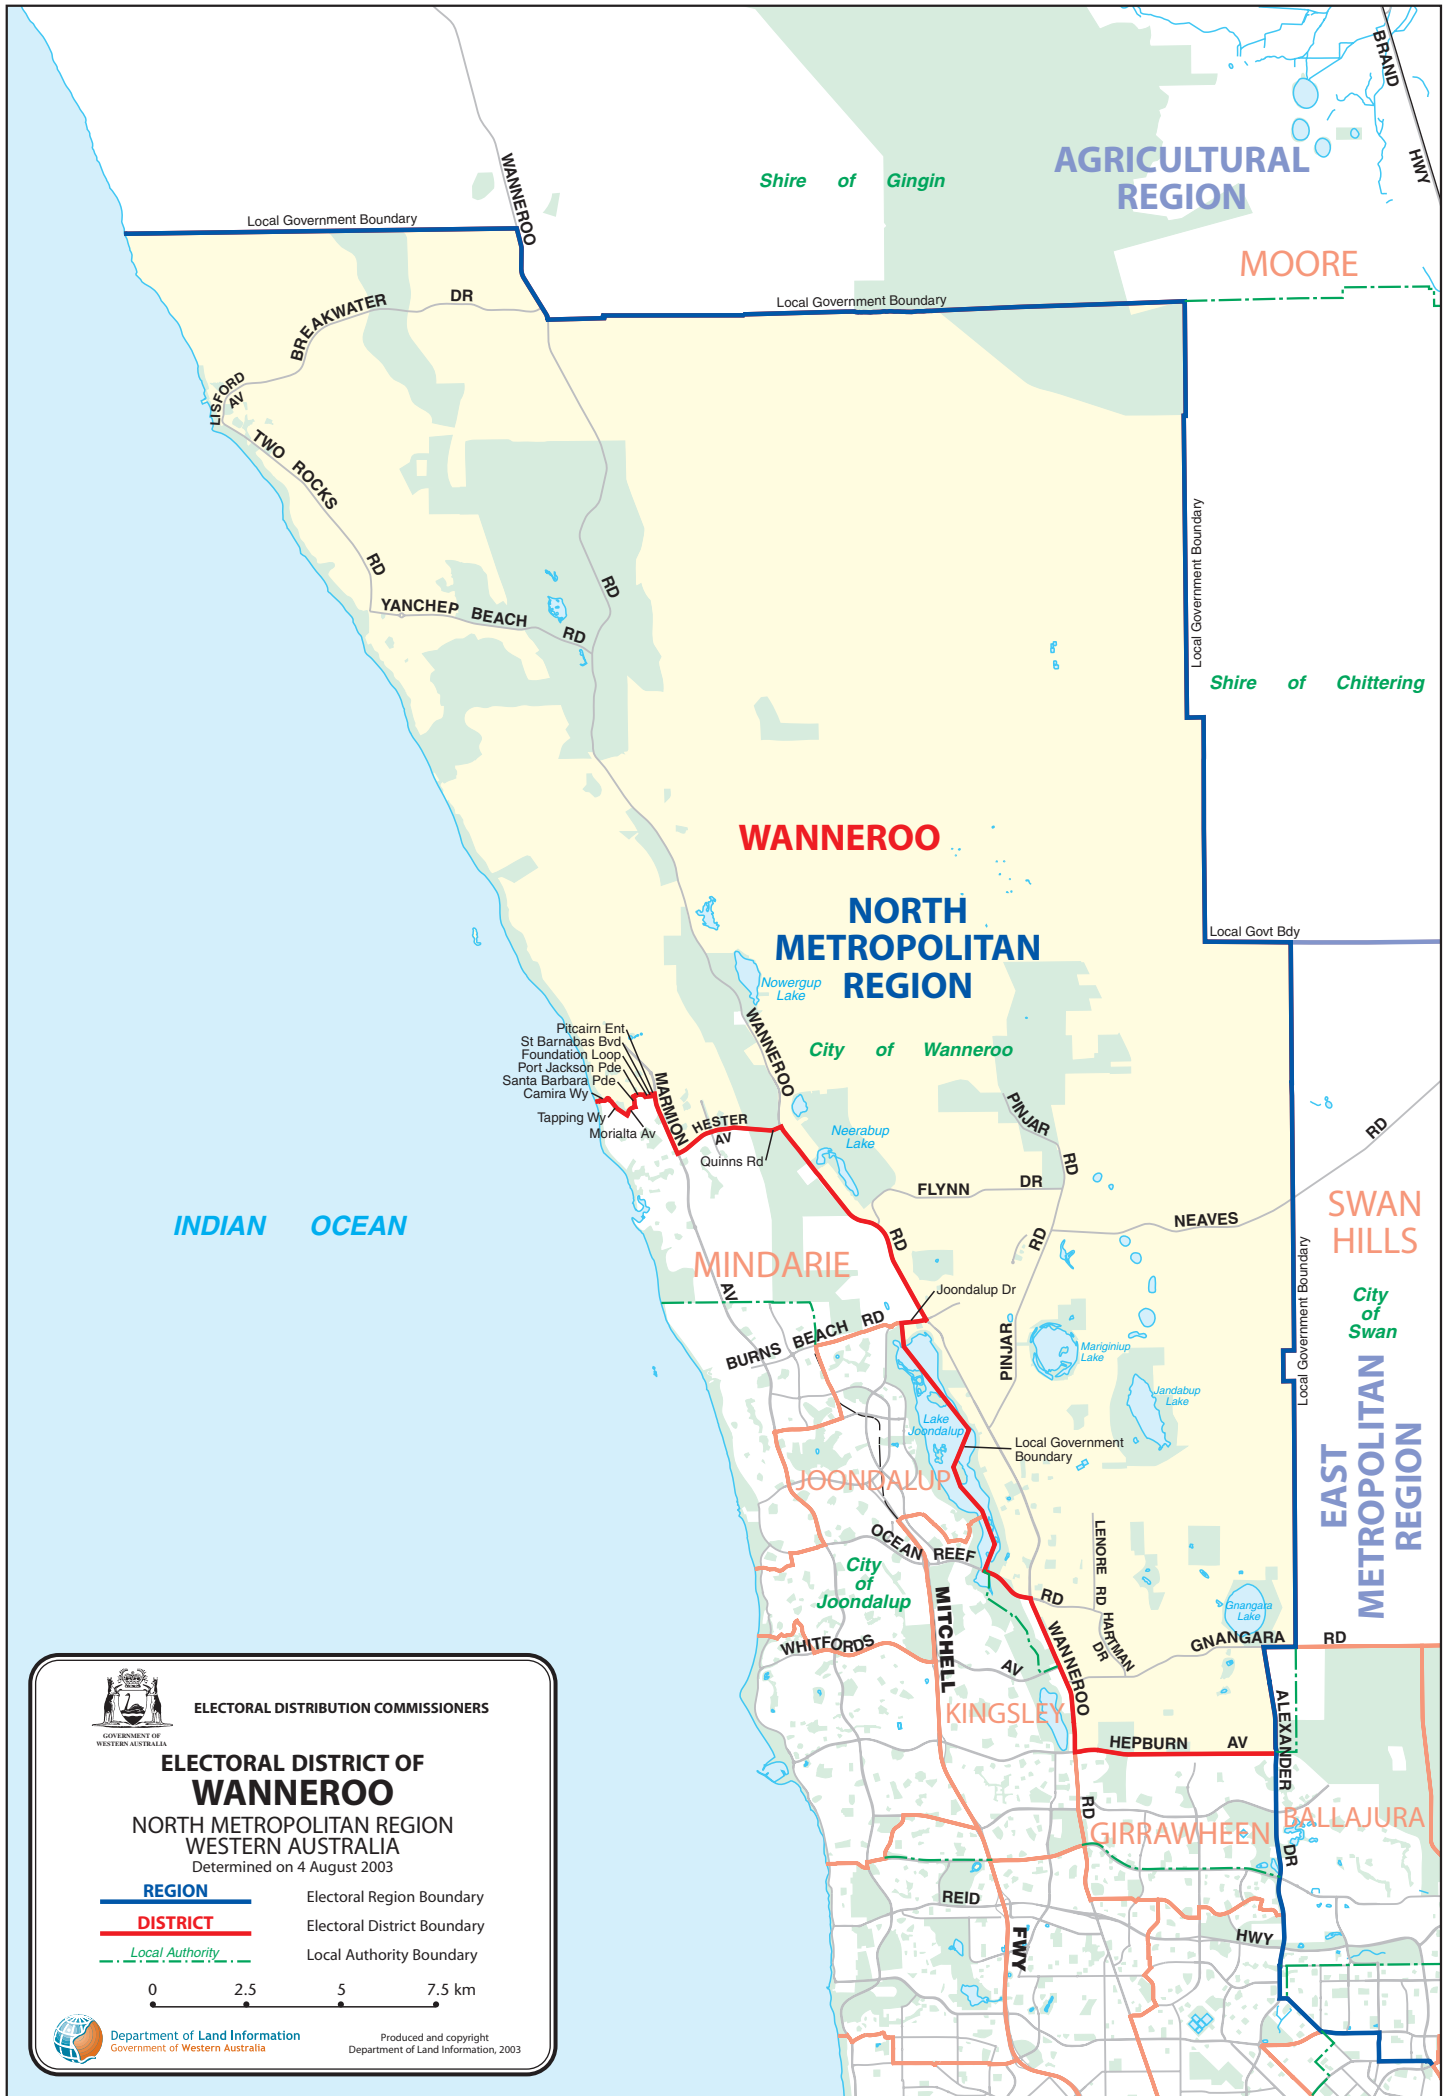 BRAND
HWY
WANNEROO
Shire of Gingin
AGRICULTURAL
REGION
Local Government Boundary
MOORE
BREAKWATER DR
Local Government Boundary
LISFORD
AV
TWO ROCKS
RD
RD
YANCHEP BEACH RD
Local Government Boundary
Shire of Chittering
WANNEROO
NORTH
METROPOLITAN
REGION
Local Govt Bdy
Nowergup
Lake
WANNEROO
City of Wanneroo
Pitcairn Ent
St Barnabas Bvd
Foundation Loop
Port Jackson Pde
Santa Barbara Pde
Camira Wy
Tapping Wy
Morialta Av
MARMION
HESTER
AV
Quinns Rd
Neerabup
Lake
PINJAR
RD
RD
FLYNN DR
NEAVES
RD
RD
INDIAN OCEAN
MINDARIE
AV
SWAN
HILLS
Local Government Boundary
City
of
Swan
Joondalup Dr
BURNS BEACH RD
PINJAR
Mariginiup
Lake
Jandabup
Lake
Lake
Joondalup
Local Government
Boundary
EAST
METROPOLITAN
REGION
JOONDALUP
OCEAN REEF
RD
City
of
Joondalup
LENORE RD
HARTMAN
DR
Gnangara
Lake
GNANGARA RD
MITCHELL
WHITFORDS
AV
WANNEROO
KINGSLEY
HEPBURN AV
ALEXANDER
DR
RD
GIRRAWHEEN
BALLAJURA
REID
HWY
FWY
GOVERNMENT OF
WESTERN AUSTRALIA
ELECTORAL DISTRIBUTION COMMISSIONERS
ELECTORAL DISTRICT OF
WANNEROO
NORTH METROPOLITAN REGION
WESTERN AUSTRALIA
Determined on 4 August 2003
REGION Electoral Region Boundary
DISTRICT Electoral District Boundary
Local Authority Local Authority Boundary
0 2.5 5 7.5 km
Department of Land Information
Government of Western Australia
Produced and copyright
Department of Land Information, 2003